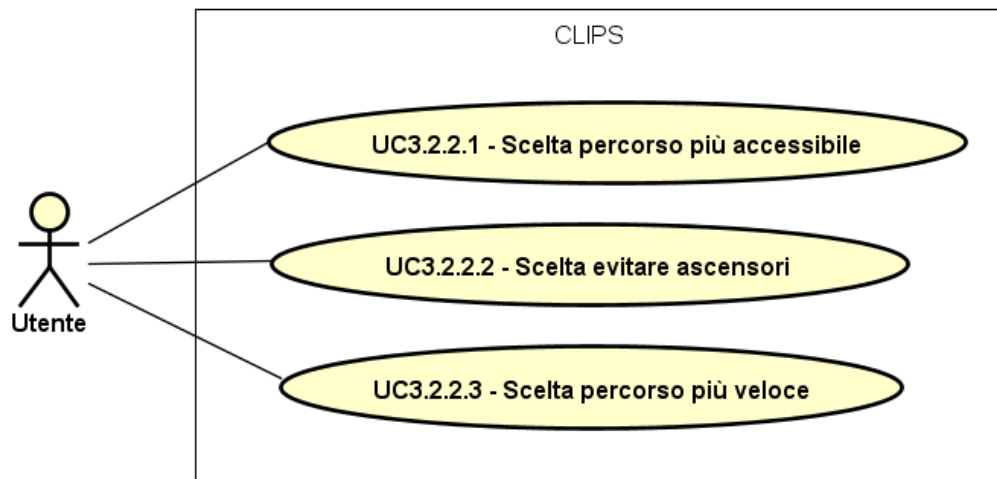 CLIPS
UC3.2.2.1 - Scelta percorso più accessibile
UC3.2.2.2 - Scelta evitare ascensori
Utente
UC3.2.2.3 - Scelta percorso più veloce